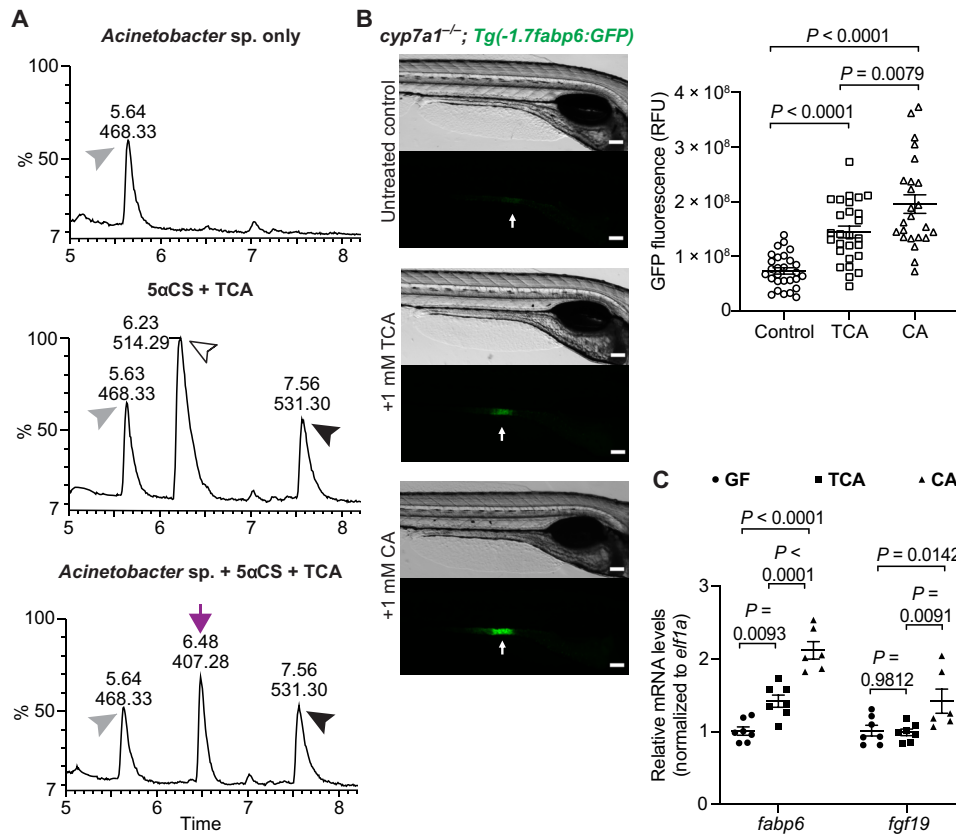 A
Acinetobacter sp. only
100
50
7
%
5.64
468.33
5 6 7 8
5αCS + TCA
100
50
7
%
6.23
514.29
5.63
468.33
7.56
531.30
5 6 7 8
Acinetobacter sp. + 5αCS + TCA
100
50
7
%
6.48
407.28
5.64
468.33
7.56
531.30
5 6 7 8
Time
B
cyp7a1–/–; Tg(-1.7fabp6:GFP)
Untreated control
+1 mM TCA
+1 mM CA
P < 0.0001
P = 0.0079
P < 0.0001
GFP fluorescence (RFU)
4 × 10⁸
3 × 10⁸
2 × 10⁸
1 × 10⁸
0
Control TCA CA
C
GF TCA CA
P < 0.0001
P <
0.0001
P =
0.0093
P = 0.0142
P =
0.0091
P =
0.9812
Relative mRNA levels
(normalized to elf1a)
3
2
1
0
fabp6 fgf19